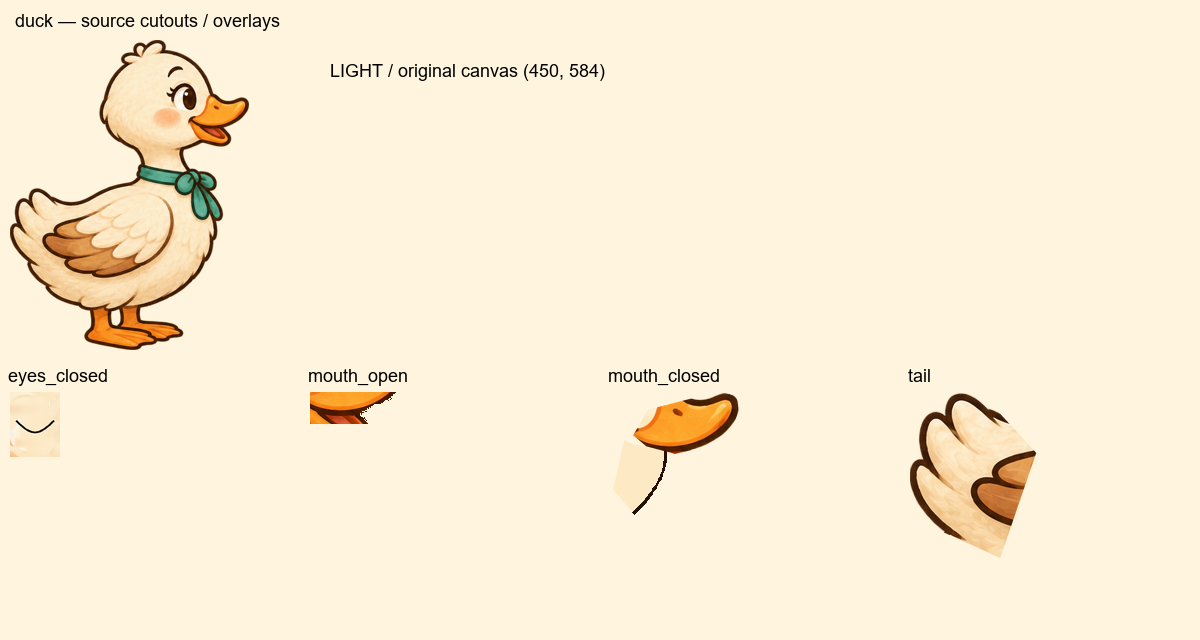 duck — source cutouts / overlays
LIGHT / original canvas (450, 584)
eyes_closed
mouth_open
mouth_closed
tail